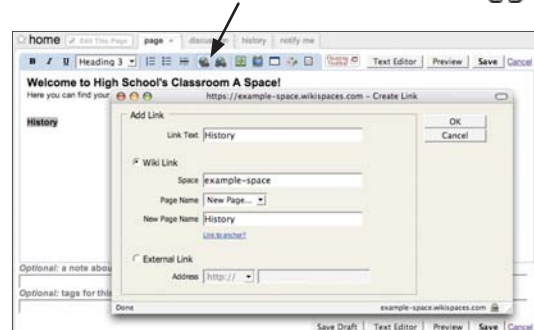 home Edit This Page page discussion history notify me
B I U Heading 3 Text Editor Preview Save Cancel
Welcome to High School's Classroom A Space!
Here you can find your
History
https://example-space.wikispaces.com – Create Link
Add Link
Link Text History
OK
Cancel
Wiki Link
Space example-space
Page Name New Page...
New Page Name History
Link to anchor?
External Link
Address http://
Optional: a note abou
Optional: tags for this
Done example-space.wikispaces.com
Save Draft Text Editor Preview Save Cancel